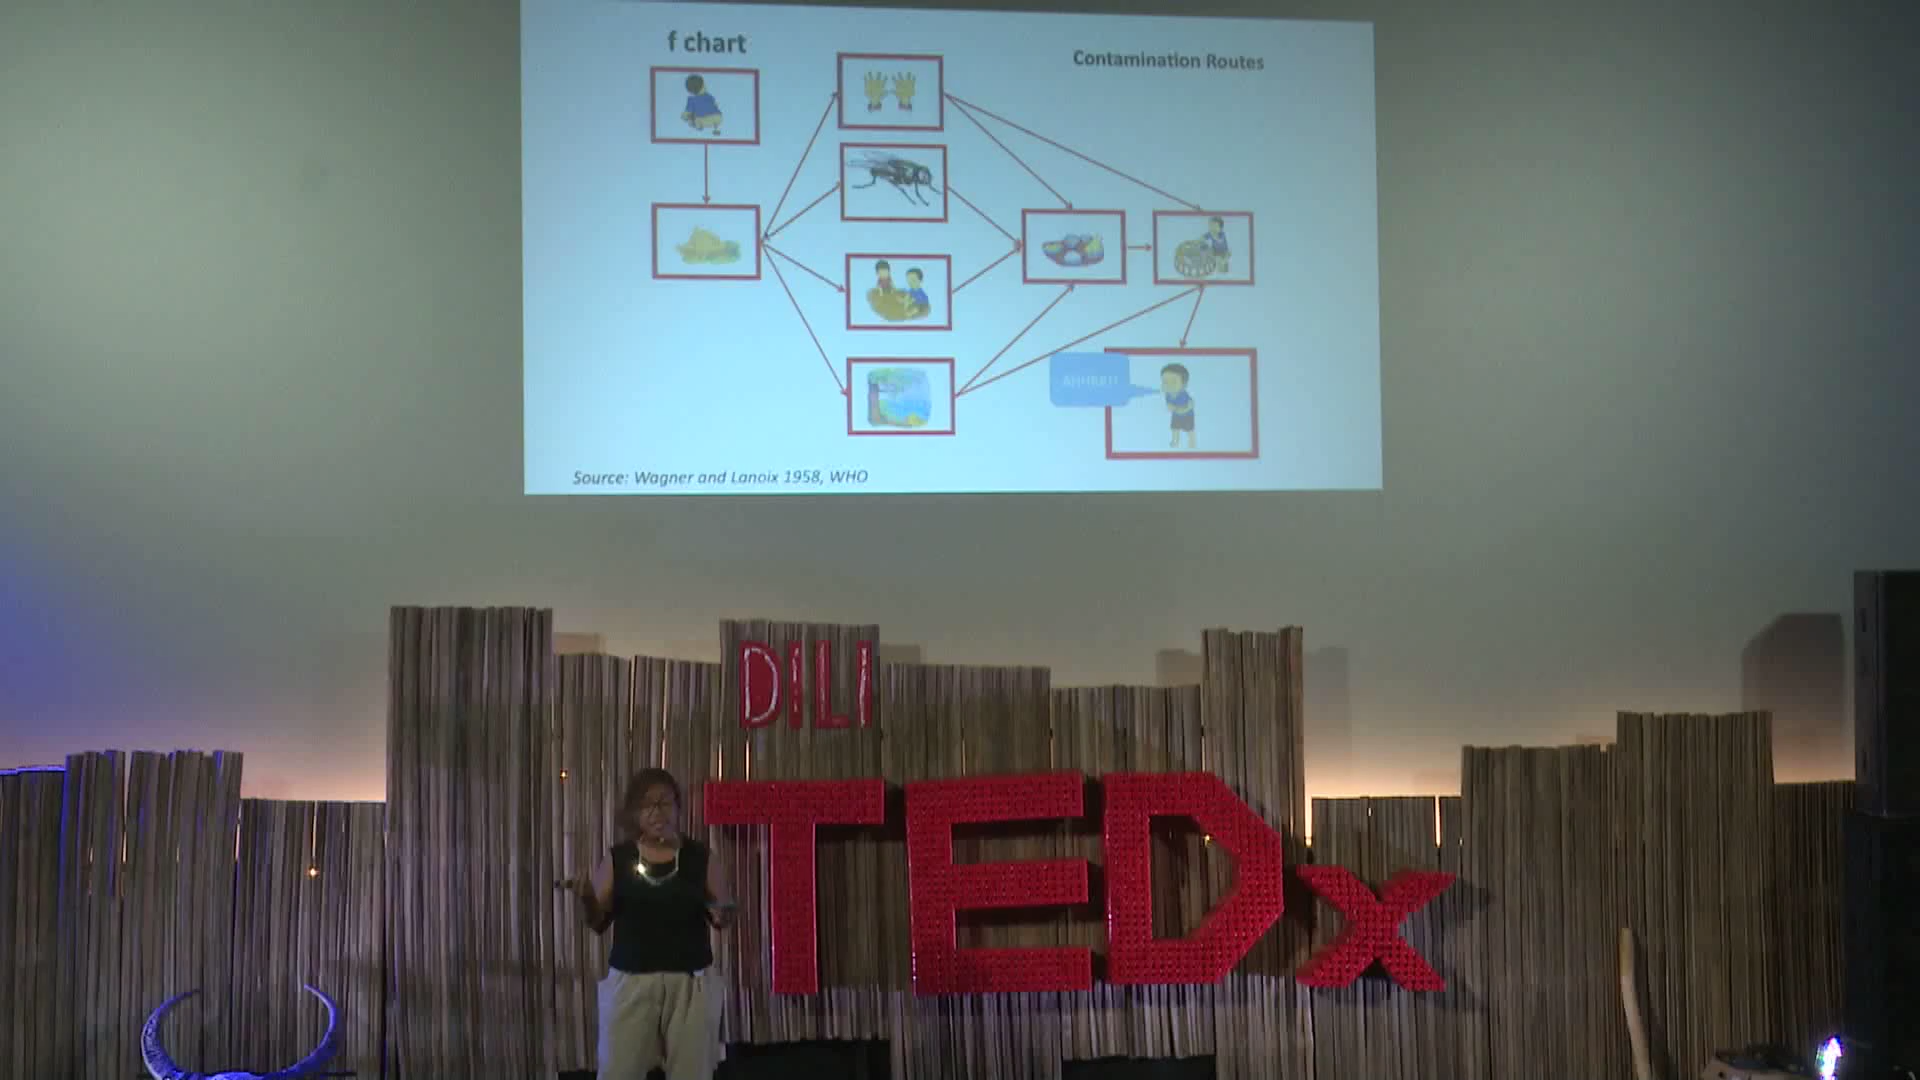 f chart
Contamination Routes
Source: Wagner and Lanoix 1958, WHO
DILI
TEDx